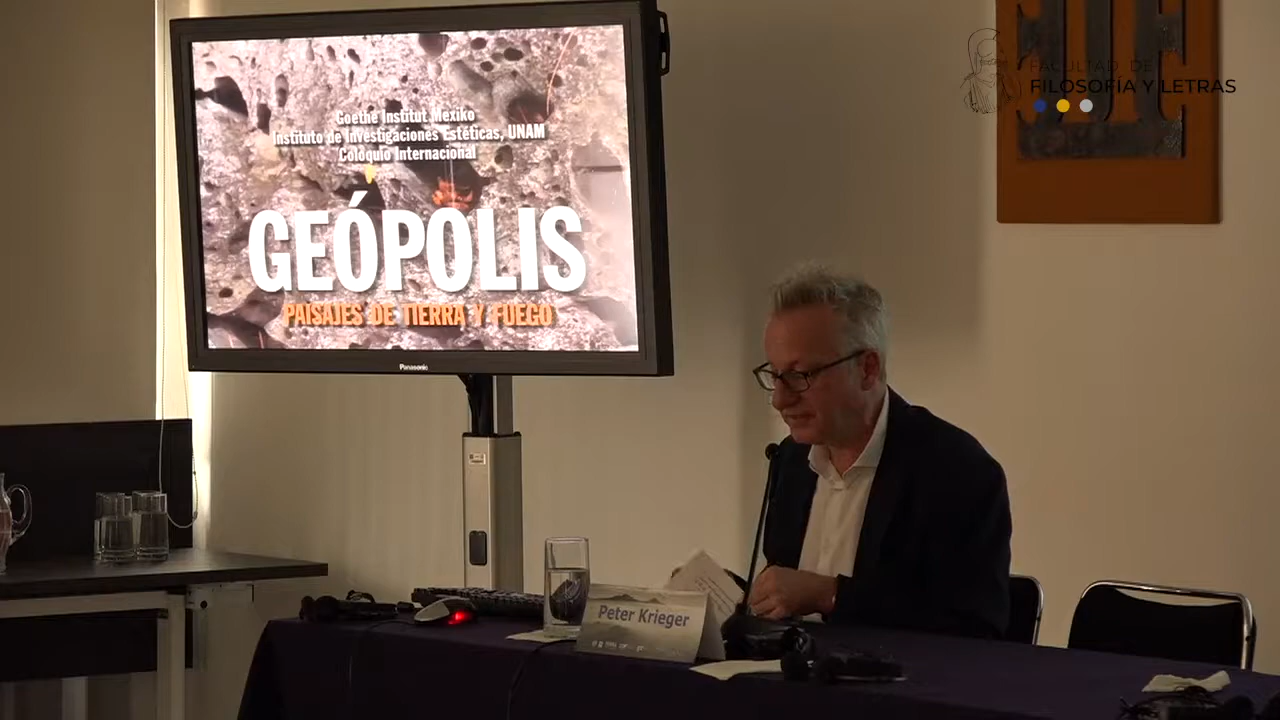 Goethe Institut Mexiko
Instituto de Investigaciones Estéticas, UNAM
Coloquio Internacional
GEÓPOLIS
PAISAJES DE TIERRA Y FUEGO
Panasonic
FACULTAD DE
FILOSOFÍA Y LETRAS
Peter Krieger